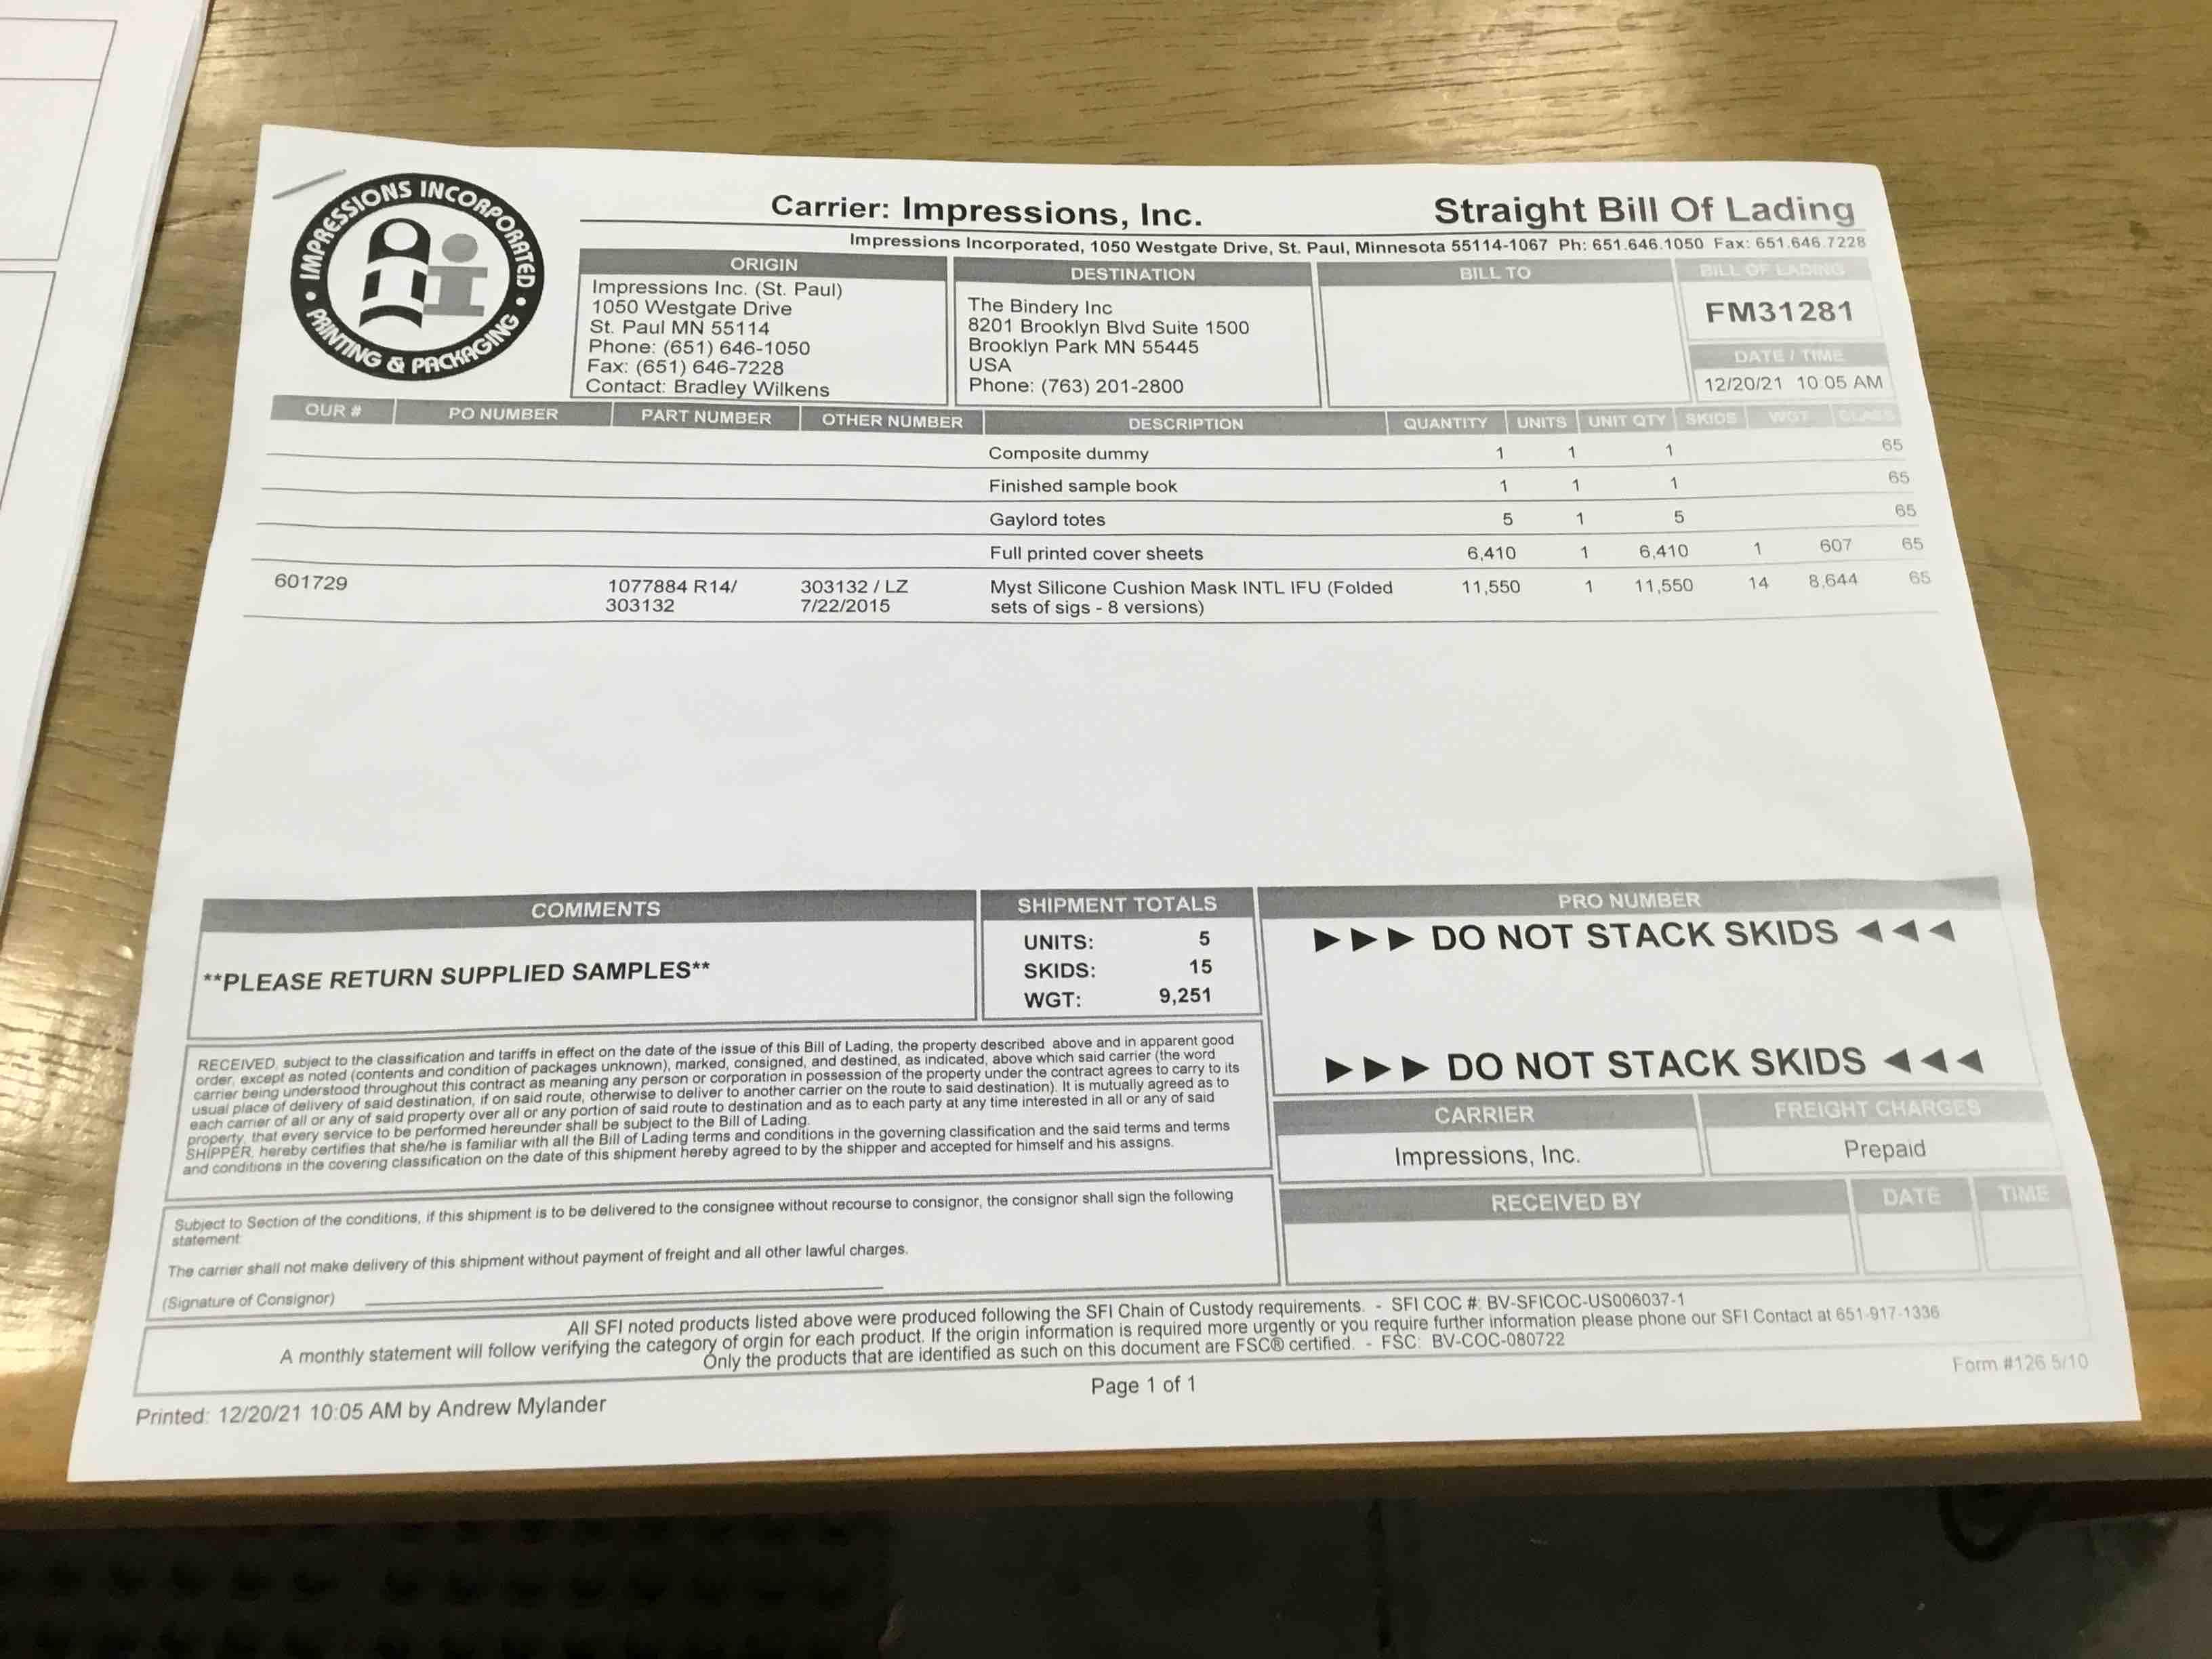 IMPRESSIONS INCORPORATED • PRINTING & PACKAGING •
Carrier: Impressions, Inc.
Straight Bill Of Lading
Impressions Incorporated, 1050 Westgate Drive, St. Paul, Minnesota 55114-1067 Ph: 651.646.1050 Fax: 651.646.7228
ORIGIN
Impressions Inc. (St. Paul)
1050 Westgate Drive
St. Paul MN 55114
Phone: (651) 646-1050
Fax: (651) 646-7228
Contact: Bradley Wilkens
DESTINATION
The Bindery Inc
8201 Brooklyn Blvd Suite 1500
Brooklyn Park MN 55445
USA
Phone: (763) 201-2800
BILL TO
BILL OF LADING
FM31281
DATE / TIME
12/20/21 10:05 AM
OUR # PO NUMBER PART NUMBER OTHER NUMBER DESCRIPTION QUANTITY UNITS UNIT QTY SKIDS WGT CLASS
Composite dummy 1 1 1 65
Finished sample book 1 1 1 65
Gaylord totes 5 1 5 65
Full printed cover sheets 6,410 1 6,410 1 607 65
601729 1077884 R14/ 303132 / LZ Myst Silicone Cushion Mask INTL IFU (Folded 11,550 1 11,550 14 8,644 65
303132 7/22/2015 sets of sigs - 8 versions)
COMMENTS
**PLEASE RETURN SUPPLIED SAMPLES**
SHIPMENT TOTALS
UNITS: 5
SKIDS: 15
WGT: 9,251
PRO NUMBER
►►► DO NOT STACK SKIDS ◄◄◄
►►► DO NOT STACK SKIDS ◄◄◄
RECEIVED, subject to the classification and tariffs in effect on the date of the issue of this Bill of Lading, the property described above and in apparent good
order, except as noted (contents and condition of packages unknown), marked, consigned, and destined, as indicated, above which said carrier (the word
carrier being understood throughout this contract as meaning any person or corporation in possession of the property under the contract agrees to carry to its
usual place of delivery of said destination, if on said route, otherwise to deliver to another carrier on the route to said destination). It is mutually agreed as to
each carrier of all or any of said property over all or any portion of said route to destination and as to each party at any time interested in all or any of said
property, that every service to be performed hereunder shall be subject to the Bill of Lading.
SHIPPER, hereby certifies that she/he is familiar with all the Bill of Lading terms and conditions in the governing classification and the said terms and terms
and conditions in the covering classification on the date of this shipment hereby agreed to by the shipper and accepted for himself and his assigns.
CARRIER
Impressions, Inc.
FREIGHT CHARGES
Prepaid
RECEIVED BY DATE TIME
Subject to Section of the conditions, if this shipment is to be delivered to the consignee without recourse to consignor, the consignor shall sign the following
statement:
The carrier shall not make delivery of this shipment without payment of freight and all other lawful charges.
(Signature of Consignor)
All SFI noted products listed above were produced following the SFI Chain of Custody requirements. - SFI COC #: BV-SFICOC-US006037-1
A monthly statement will follow verifying the category of orgin for each product. If the origin information is required more urgently or you require further information please phone our SFI Contact at 651-917-1336
Only the products that are identified as such on this document are FSC® certified. - FSC: BV-COC-080722
Form #126 5/10
Page 1 of 1
Printed: 12/20/21 10:05 AM by Andrew Mylander